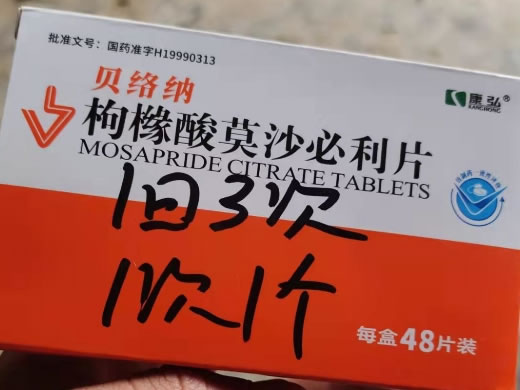 批准文号：国药准字H19990313
康弘®
KANGHONG
贝络纳
枸橼酸莫沙必利片
MOSAPRIDE CITRATE TABLETS
1日3次
1次1个
每盒48片装